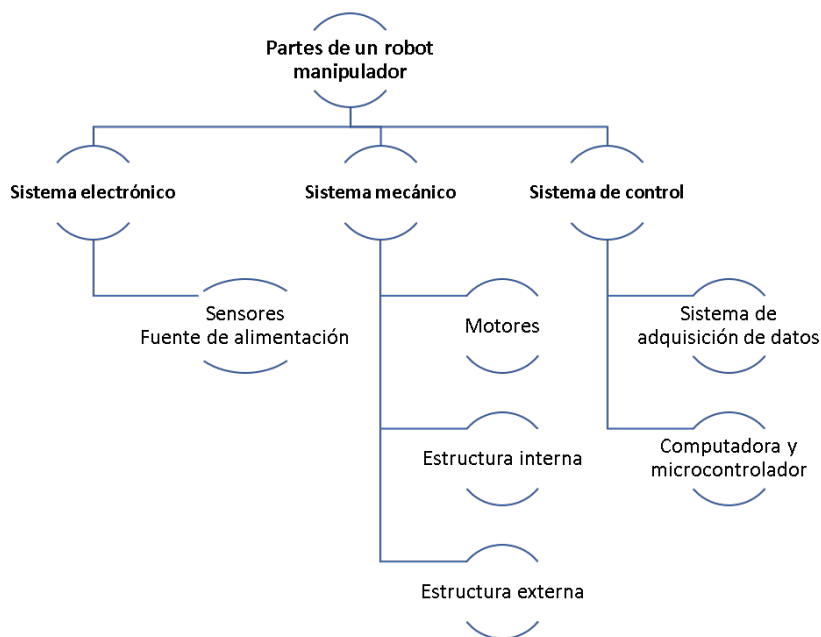 Partes de un robot
manipulador
Sistema electrónico
Sistema mecánico
Sistema de control
Sensores
Fuente de alimentación
Motores
Sistema de
adquisición de datos
Estructura interna
Computadora y
microcontrolador
Estructura externa